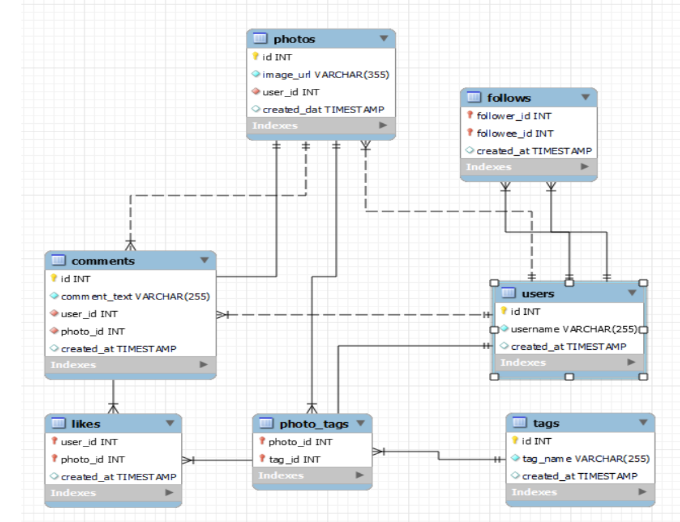 photos
id INT
image_url VARCHAR(355)
user_id INT
created_dat TIMESTAMP
Indexes
follows
follower_id INT
followee_id INT
created_at TIMESTAMP
Indexes
comments
id INT
comment_text VARCHAR(255)
user_id INT
photo_id INT
created_at TIMESTAMP
Indexes
users
id INT
username VARCHAR(255)
created_at TIMESTAMP
Indexes
likes
user_id INT
photo_id INT
created_at TIMESTAMP
Indexes
photo_tags
photo_id INT
tag_id INT
Indexes
tags
id INT
tag_name VARCHAR(255)
created_at TIMESTAMP
Indexes